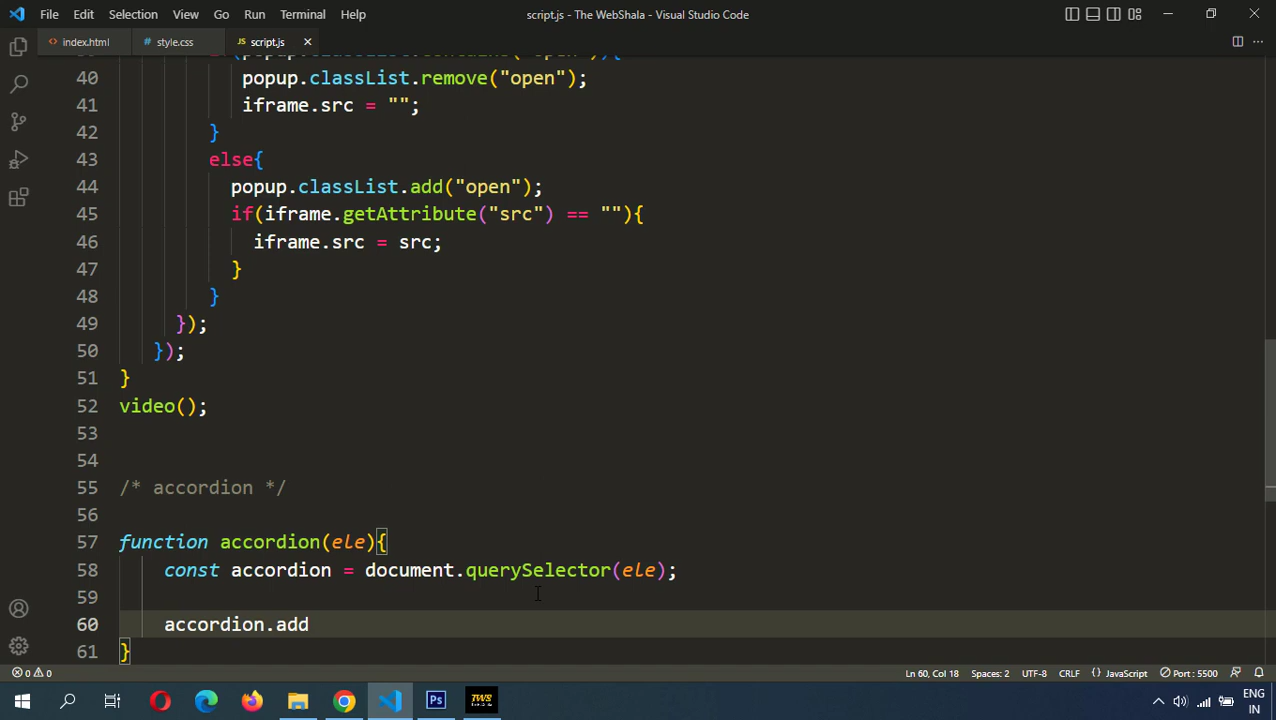 File Edit Selection View Go Run Terminal Help script.js - The WebShala - Visual Studio Code
index.html style.css script.js
40 popup.classList.remove("open");
41 iframe.src = "";
42 }
43 else{
44 popup.classList.add("open");
45 if(iframe.getAttribute("src") == ""){
46 iframe.src = src;
47 }
48 }
49 });
50 });
51 }
52 video();
53
54
55 /* accordion */
56
57 function accordion(ele){
58 const accordion = document.querySelector(ele);
59
60 accordion.add
61 }
0 0 Ln 60, Col 18 Spaces: 2 UTF-8 CRLF {} JavaScript Port : 5500
Ps TWS ENG
IN